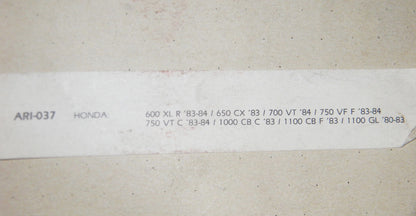 ARI-037 HONDA: 600 XL R '83-84 / 650 CX '83 / 700 VT '84 / 750 VF F '83-84
750 VT C '83-84 / 1000 CB C '83 / 1100 CB F '83 / 1100 GL '80-83